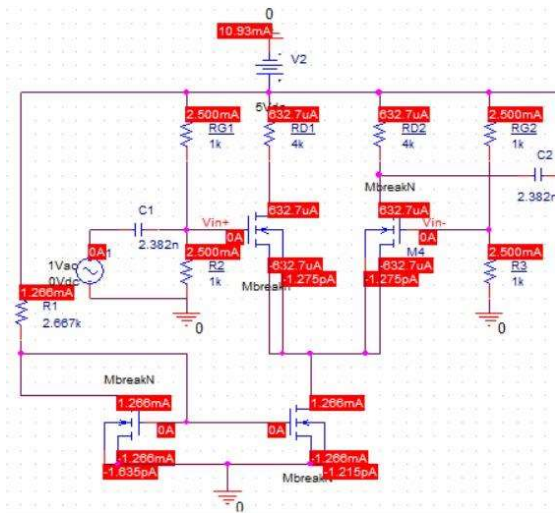 0
10.93mA
V2
5Vdc
2.500mA
632.7uA
632.7uA
2.500mA
RG1
1k
RD1
4k
RD2
4k
RG2
1k
C2
2.382n
632.7uA
MbreakN
632.7uA
C1
2.382n
Vin+
0A
Vin-
0A
M4
0A
1Vac
0Vdc
2.500mA
R2
1k
-632.7uA
-1.275pA
-632.7uA
-1.275pA
2.500mA
R3
1k
1.266mA
R1
2.667k
0
0
MbreakN
1.266mA
0A
0A
1.266mA
-1.266mA
-1.635pA
-1.266mA
-1.215pA
0